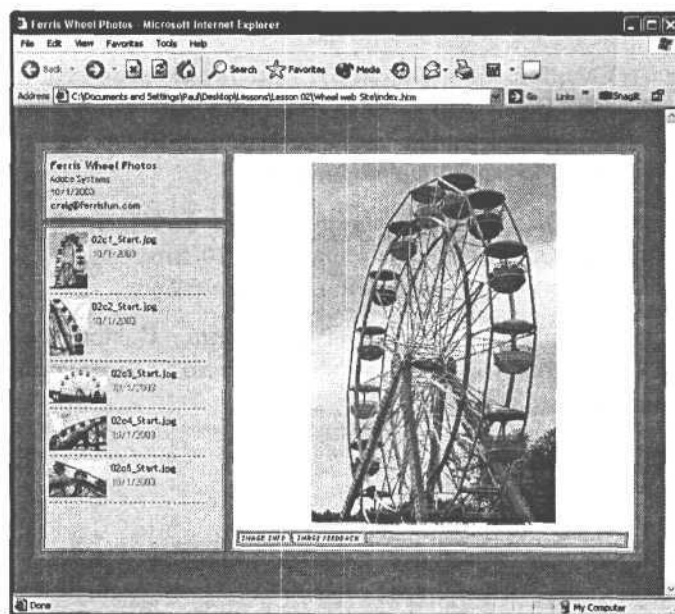 Ferris Wheel Photos - Microsoft Internet Explorer
File Edit View Favorites Tools Help
Back Search Favorites Media
Address C:\Documents and Settings\Paul\Desktop\Lessons\Lesson 02\Wheel web Site\index.htm Go Links » SnagIt
Ferris Wheel Photos
Adobe Systems
10/1/2003
craig@ferrisfun.com
02c1_Start.jpg
10/1/2003
02c2_Start.jpg
10/1/2003
02c3_Start.jpg
10/1/2003
02c4_Start.jpg
10/1/2003
02c5_Start.jpg
10/1/2003
IMAGE INFO IMAGE FEEDBACK
Done My Computer